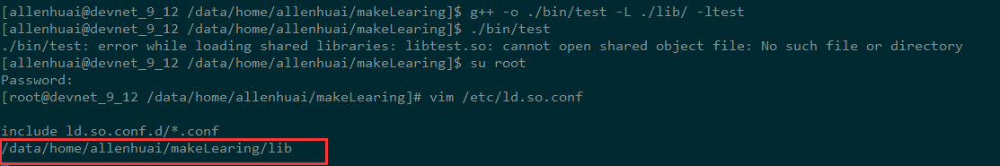 [allenhuai@devnet_9_12 /data/home/allenhuai/makeLearing]$ g++ -o ./bin/test -L ./lib/ -ltest
[allenhuai@devnet_9_12 /data/home/allenhuai/makeLearing]$ ./bin/test
./bin/test: error while loading shared libraries: libtest.so: cannot open shared object file: No such file or directory
[allenhuai@devnet_9_12 /data/home/allenhuai/makeLearing]$ su root
Password:
[root@devnet_9_12 /data/home/allenhuai/makeLearing]# vim /etc/ld.so.conf
include ld.so.conf.d/*.conf
/data/home/allenhuai/makeLearing/lib